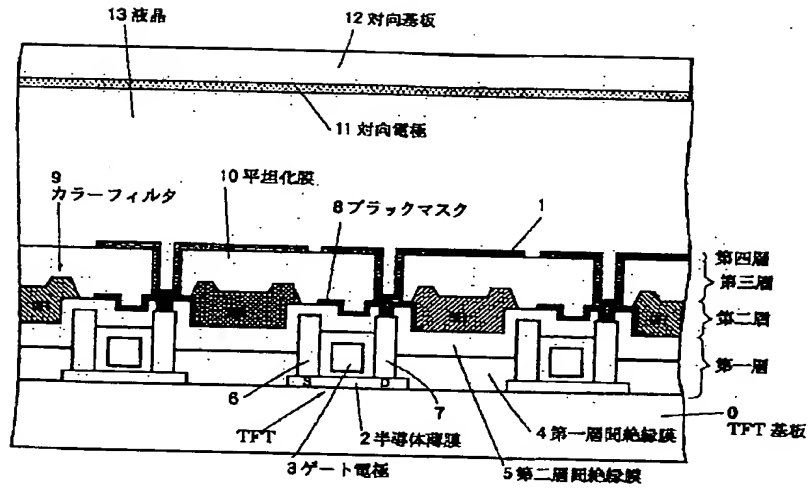 13 液晶
12 対向基板
11 対向電極
9
カラーフィルタ
10 平坦化膜
8 ブラックマスク
1
第四層
第三層
第二層
第一層
6
S
D
7
TFT
2 半導体薄膜
3 ゲート電極
4 第一層間絶縁膜
5 第二層間絶縁膜
0
TFT 基板